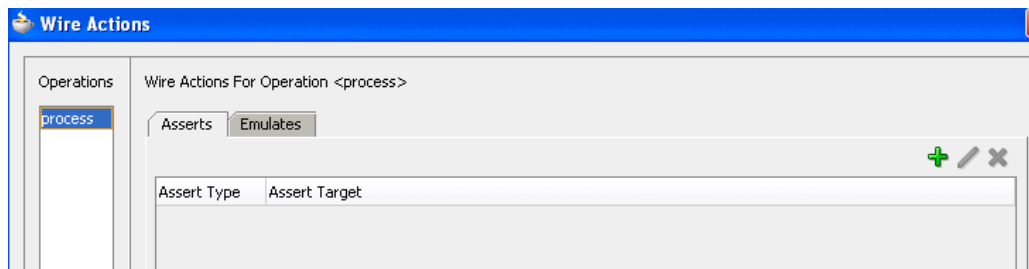 Wire Actions
Operations
Wire Actions For Operation <process>
process
Asserts
Emulates
Assert Type
Assert Target